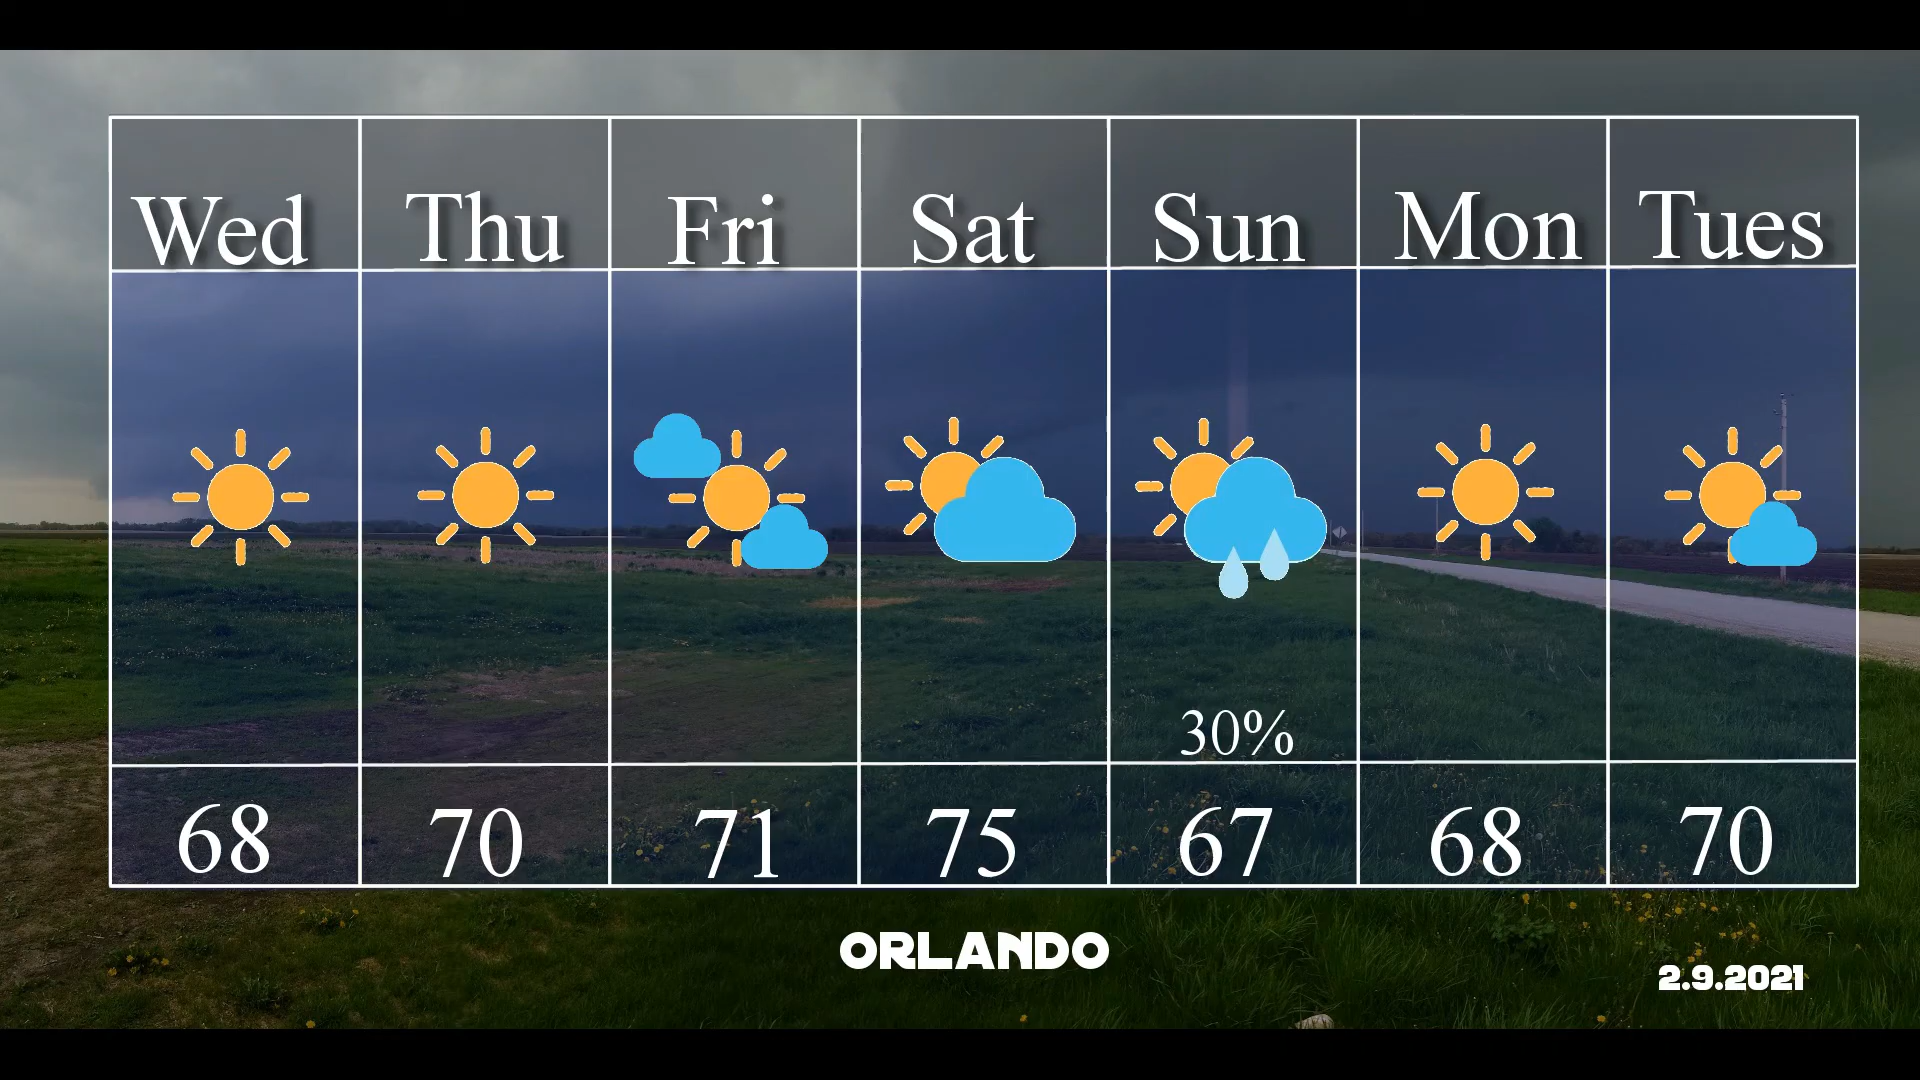 Wed Thu Fri Sat Sun Mon Tues
30%
68 70 71 75 67 68 70
ORLANDO
2.9.2021